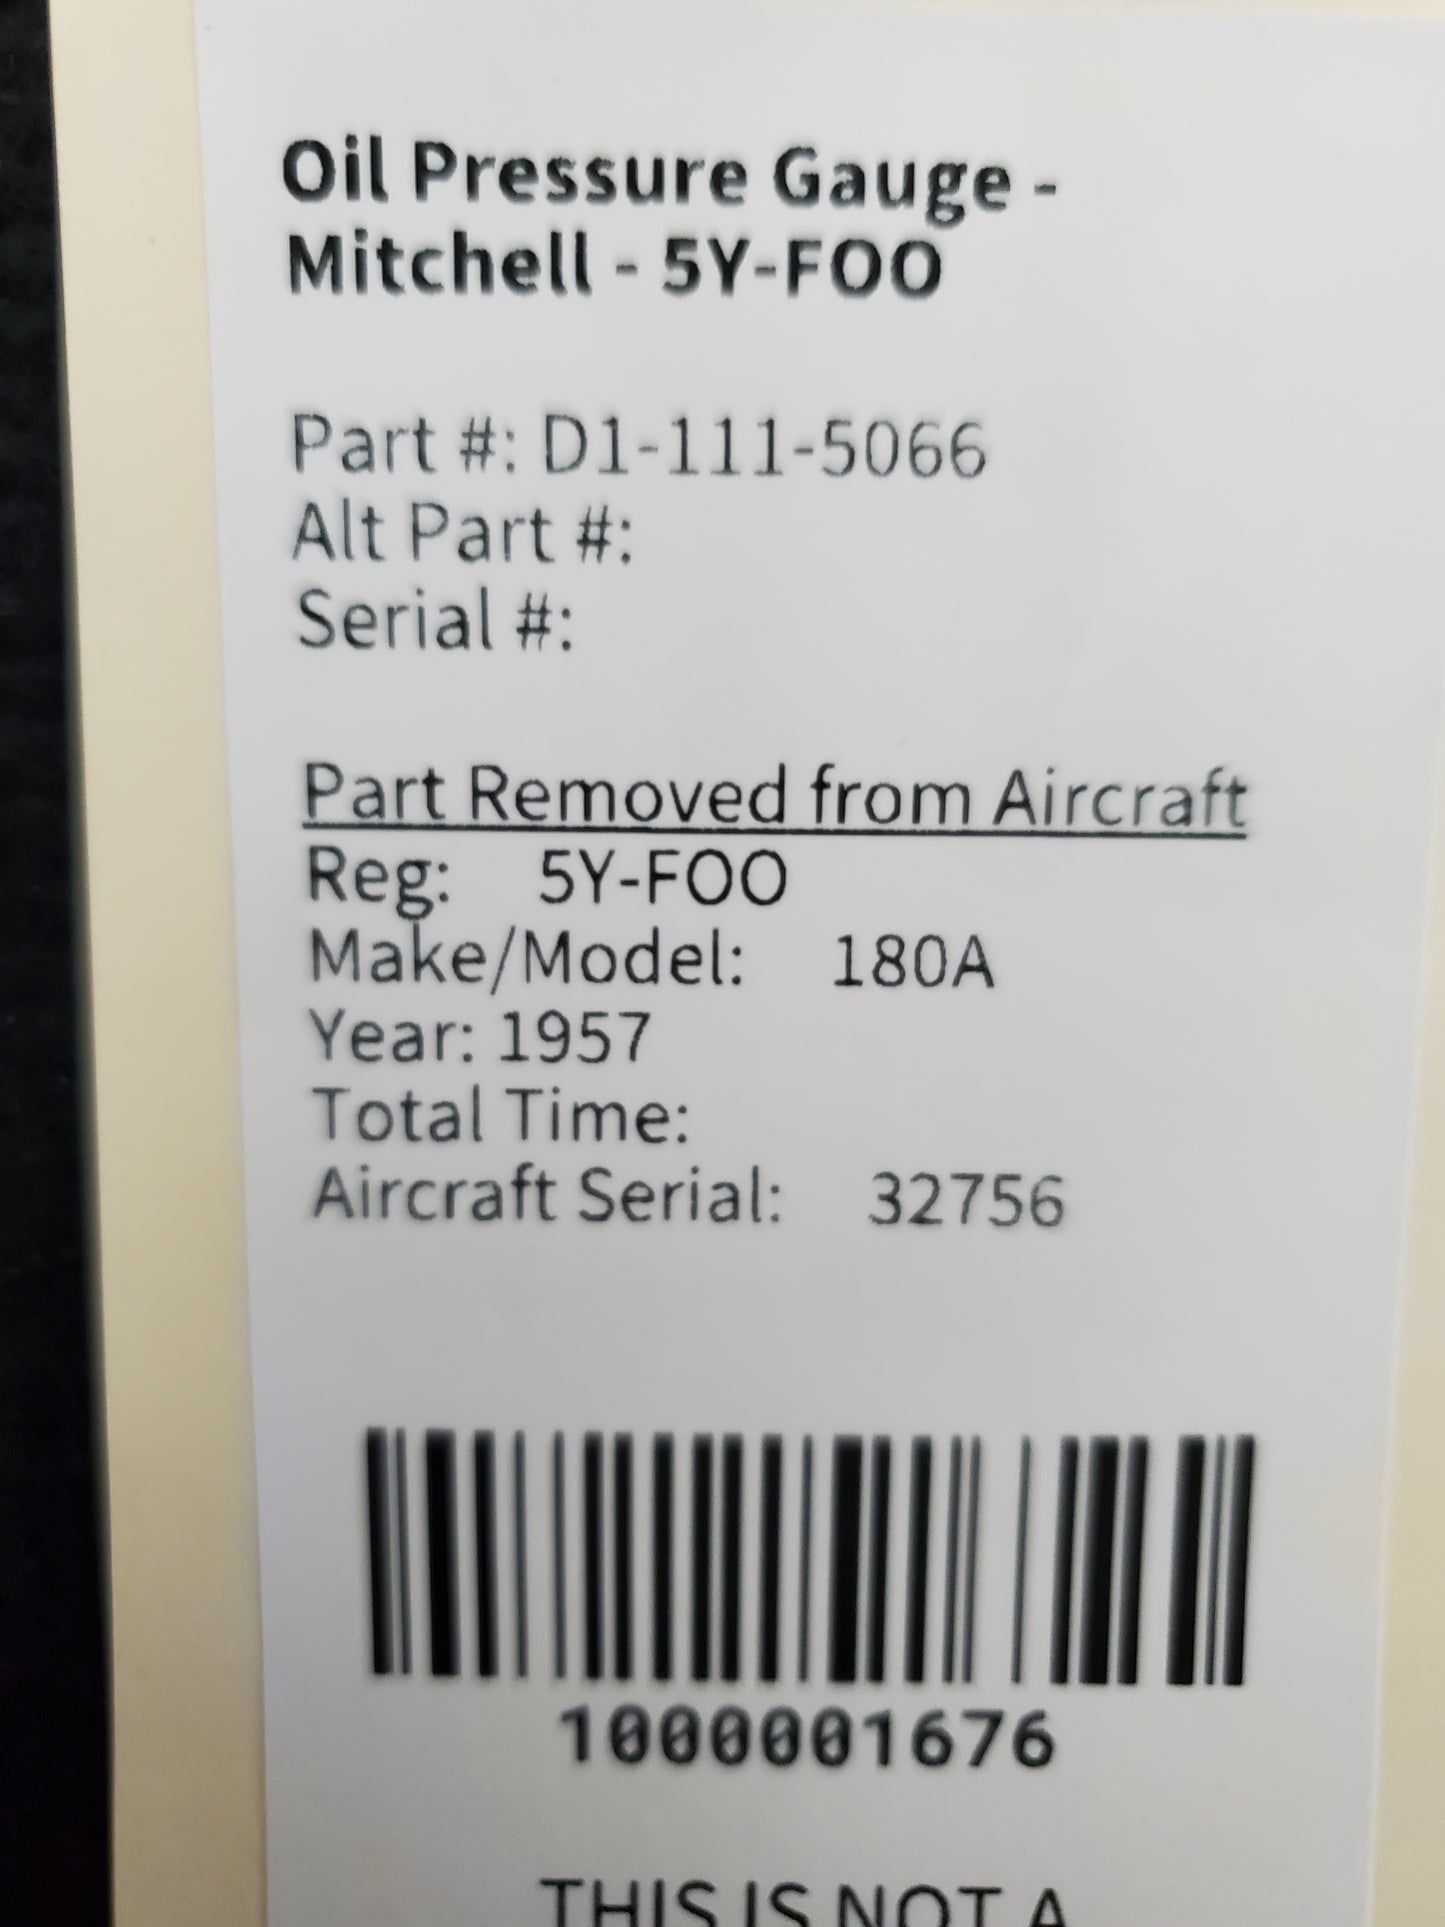 Oil Pressure Gauge -
Mitchell - 5Y-FOO
Part #: D1-111-5066
Alt Part #:
Serial #:
Part Removed from Aircraft
Reg: 5Y-FOO
Make/Model: 180A
Year: 1957
Total Time:
Aircraft Serial: 32756
1000001676
THIS IS NOT A